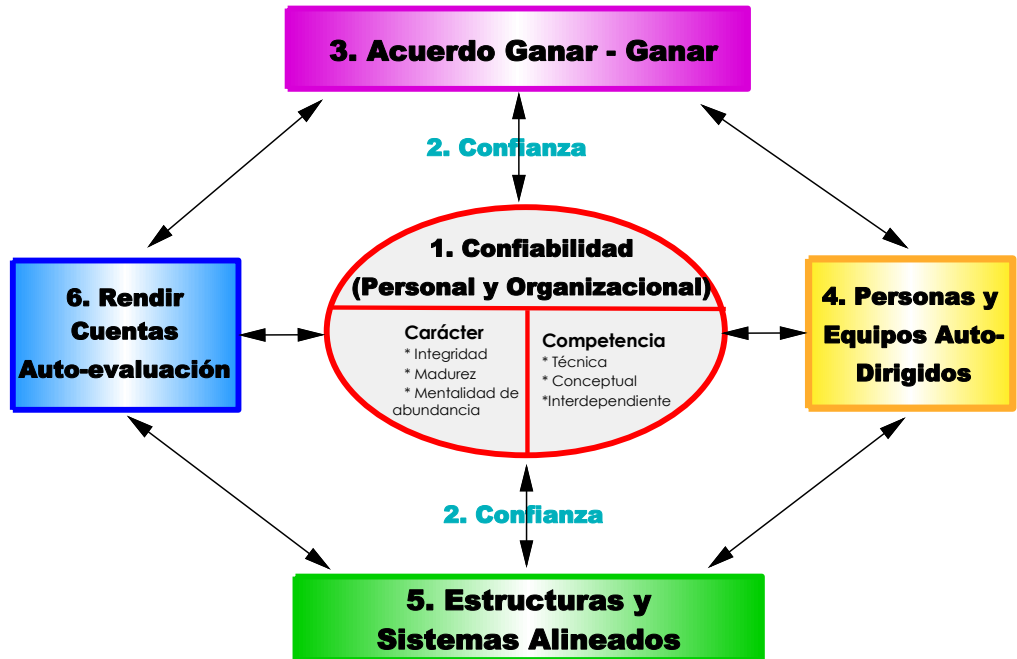 3. Acuerdo Ganar - Ganar
2. Confianza
1. Confiabilidad
(Personal y Organizacional)
Carácter
* Integridad
* Madurez
* Mentalidad de
abundancia
Competencia
* Técnica
* Conceptual
*Interdependiente
6. Rendir
Cuentas
Auto-evaluación
4. Personas y
Equipos Auto-
Dirigidos
2. Confianza
5. Estructuras y
Sistemas Alineados